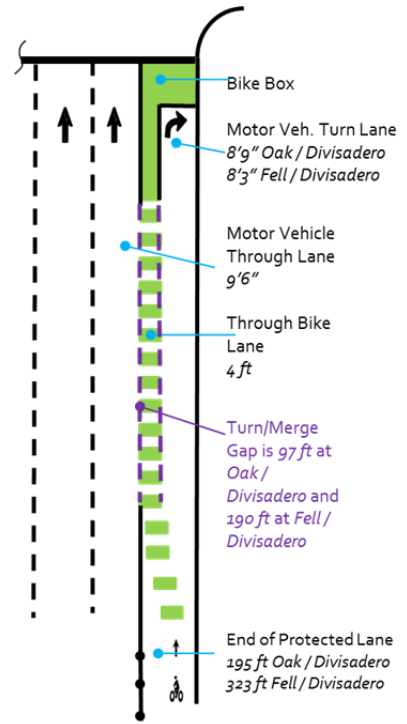 Bike Box
Motor Veh. Turn Lane
8'9" Oak / Divisadero
8'3" Fell / Divisadero
Motor Vehicle
Through Lane
9'6"
Through Bike
Lane
4 ft
Turn/Merge
Gap is 97 ft at
Oak /
Divisadero and
190 ft at Fell /
Divisadero
End of Protected Lane
195 ft Oak / Divisadero
323 ft Fell / Divisadero